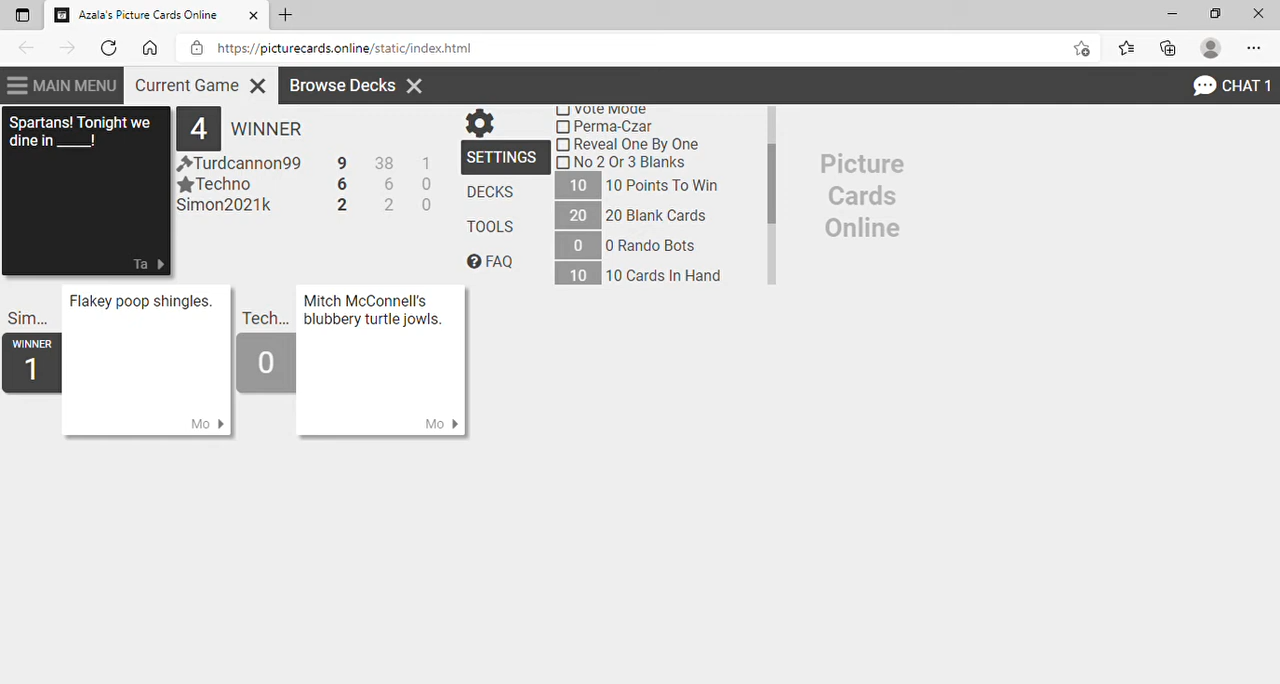 Azala's Picture Cards Online
https://picturecards.online/static/index.html
MAIN MENU
Current Game
Browse Decks
CHAT 1
Spartans! Tonight we
dine in _____!
Ta
4 WINNER
Turdcannon99 9 38 1
Techno 6 6 0
Simon2021k 2 2 0
SETTINGS
DECKS
TOOLS
FAQ
Vote Mode
Perma-Czar
Reveal One By One
No 2 Or 3 Blanks
10 10 Points To Win
20 20 Blank Cards
0 0 Rando Bots
10 10 Cards In Hand
Picture
Cards
Online
Sim...
WINNER
1
Flakey poop shingles.
Mo
Tech...
0
Mitch McConnell's
blubbery turtle jowls.
Mo